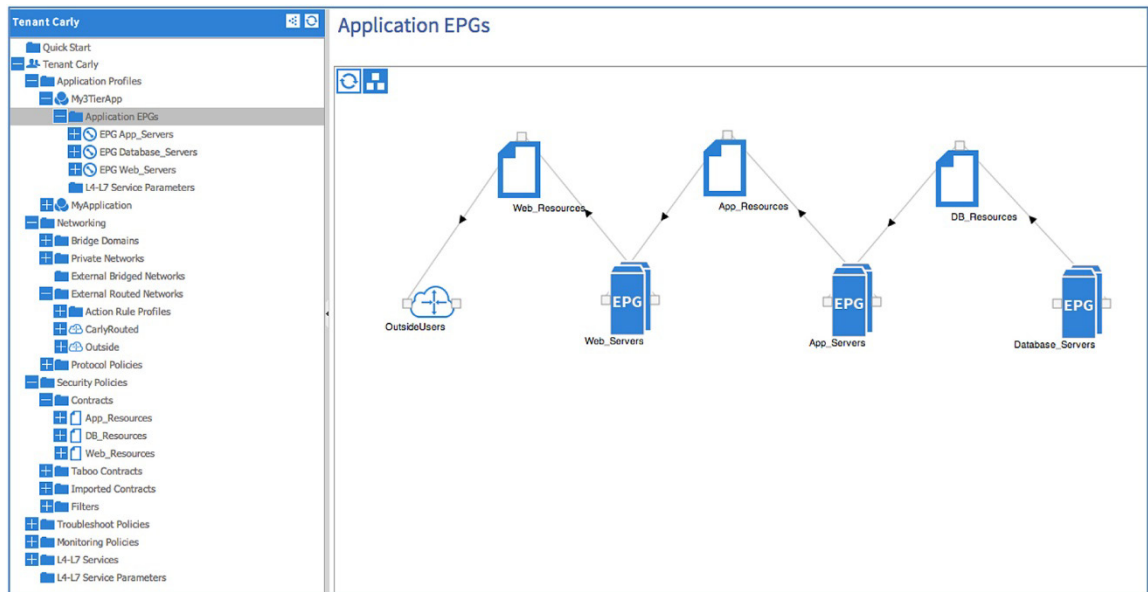 Tenant Carly
Quick Start
Tenant Carly
Application Profiles
My3TierApp
Application EPGs
EPG App_Servers
EPG Database_Servers
EPG Web_Servers
L4-L7 Service Parameters
MyApplication
Networking
Bridge Domains
Private Networks
External Bridged Networks
External Routed Networks
Action Rule Profiles
CarlyRouted
Outside
Protocol Policies
Security Policies
Contracts
App_Resources
DB_Resources
Web_Resources
Taboo Contracts
Imported Contracts
Filters
Troubleshoot Policies
Monitoring Policies
L4-L7 Services
L4-L7 Service Parameters
Application EPGs
Web_Resources
App_Resources
DB_Resources
OutsideUsers
EPG
Web_Servers
EPG
App_Servers
EPG
Database_Servers